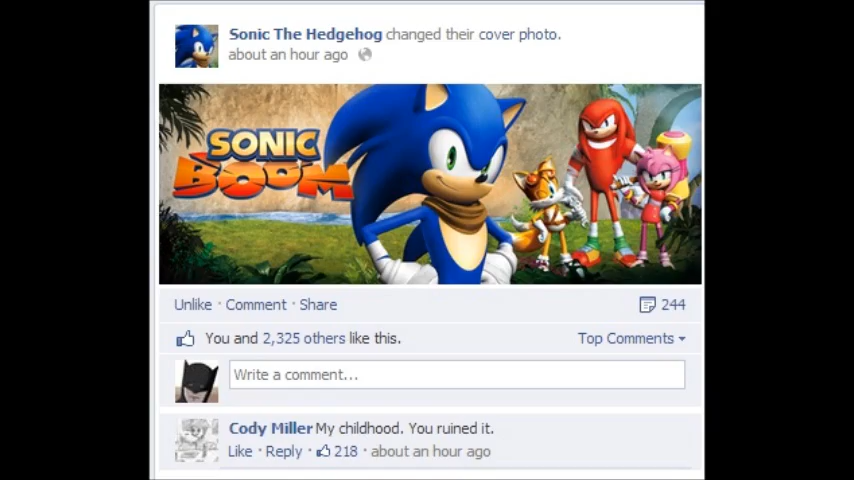 Sonic The Hedgehog changed their cover photo.
about an hour ago
SONIC
BOOM
Unlike · Comment · Share 244
You and 2,325 others like this. Top Comments
Write a comment...
Cody Miller My childhood. You ruined it.
Like · Reply · 218 · about an hour ago